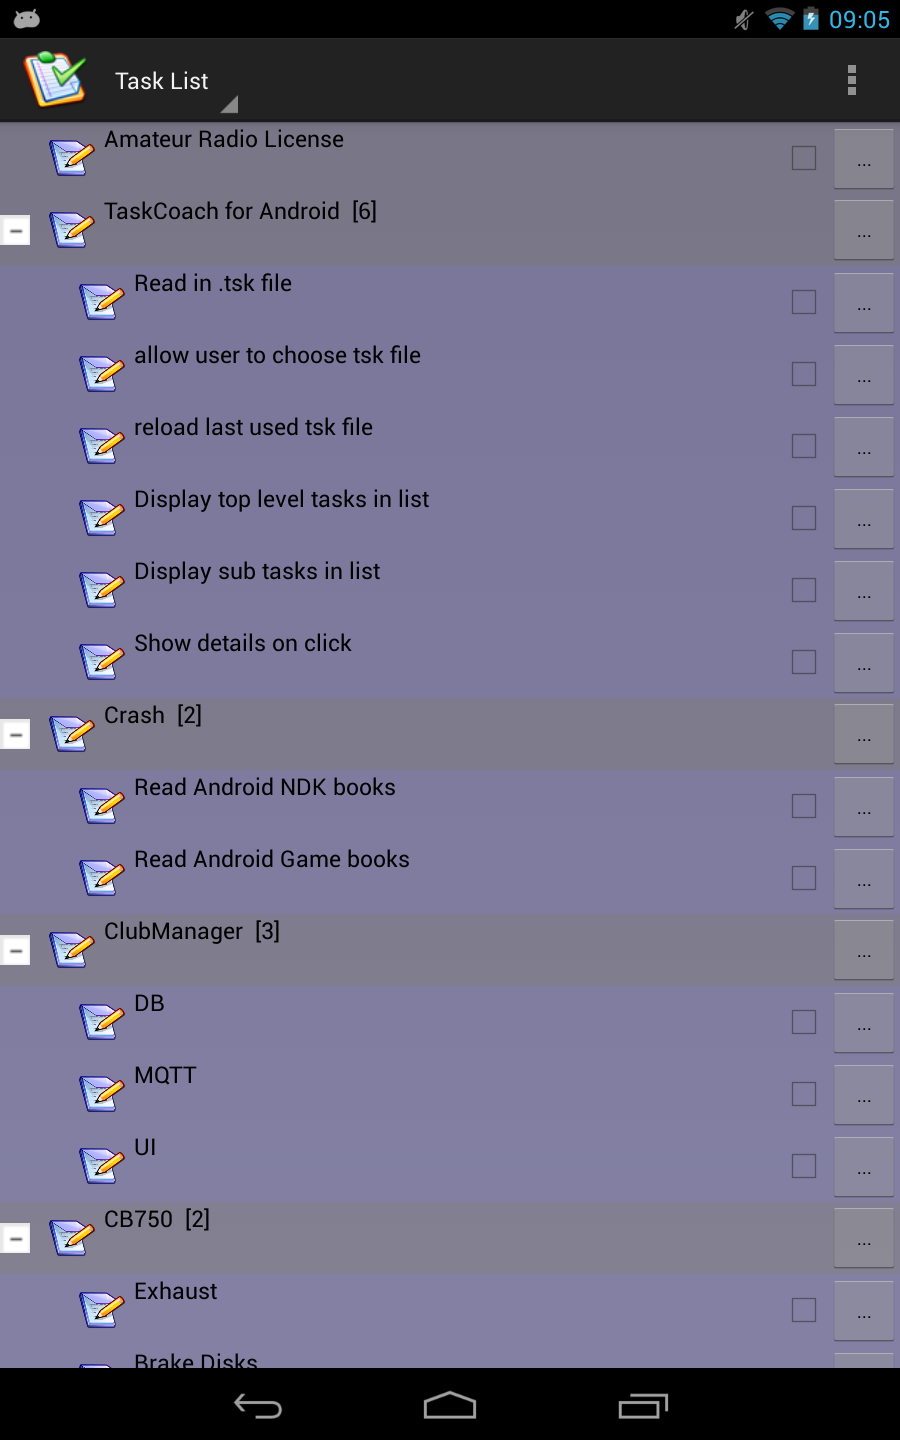 09:05
Task List
Amateur Radio License ...
TaskCoach for Android [6] ...
Read in .tsk file ...
allow user to choose tsk file ...
reload last used tsk file ...
Display top level tasks in list ...
Display sub tasks in list ...
Show details on click ...
Crash [2] ...
Read Android NDK books ...
Read Android Game books ...
ClubManager [3] ...
DB ...
MQTT ...
UI ...
CB750 [2] ...
Exhaust ...
Brake Disks